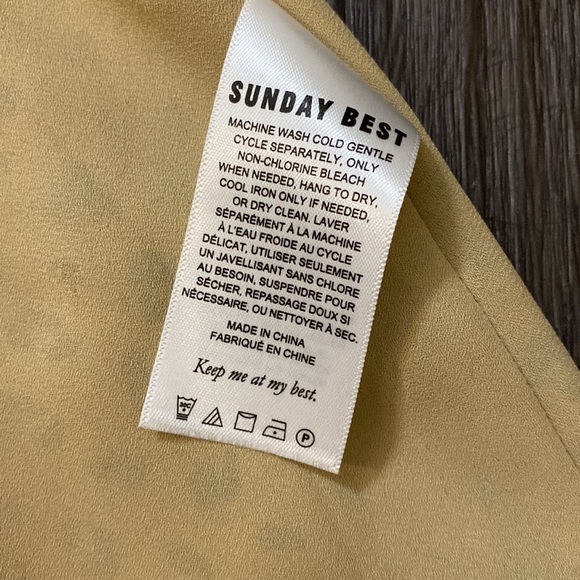 SUNDAY BEST
MACHINE WASH COLD GENTLE
CYCLE SEPARATELY, ONLY
NON-CHLORINE BLEACH
WHEN NEEDED, HANG TO DRY,
COOL IRON ONLY IF NEEDED,
OR DRY CLEAN. LAVER
SÉPARÉMENT À LA MACHINE
À L'EAU FROIDE AU CYCLE
DÉLICAT, UTILISER SEULEMENT
UN JAVELLISANT SANS CHLORE
AU BESOIN, SUSPENDRE POUR
SÉCHER, REPASSAGE DOUX SI
NÉCESSAIRE, OU NETTOYER À SEC.
MADE IN CHINA
FABRIQUÉ EN CHINE
Keep me at my best.
30C P